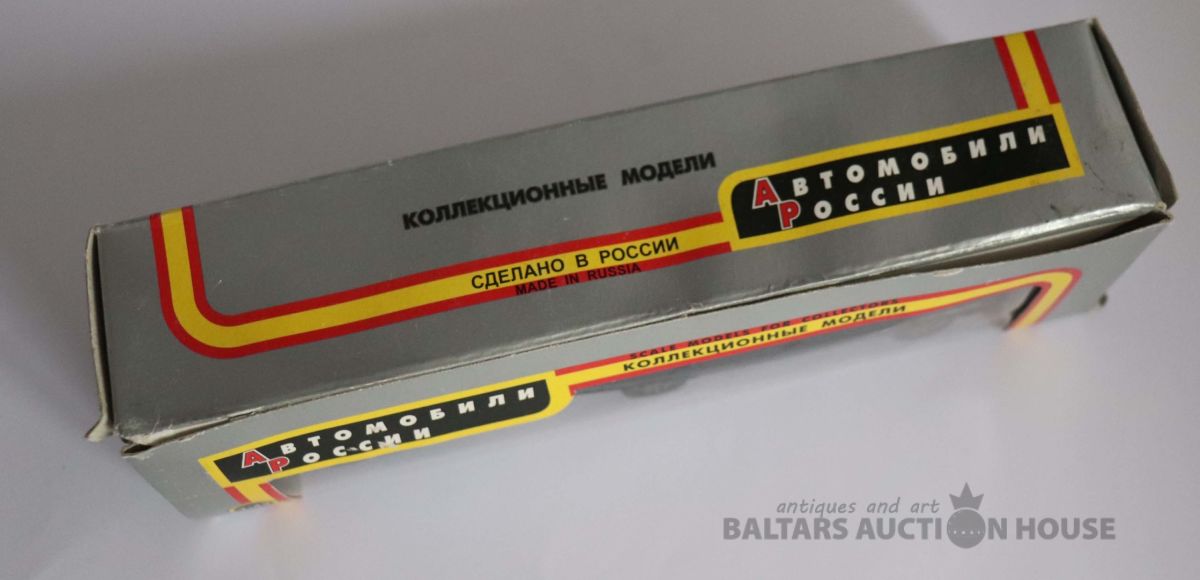 КОЛЛЕКЦИОННЫЕ МОДЕЛИ
АВТОМОБИЛИ
РОССИИ
СДЕЛАНО В РОССИИ
MADE IN RUSSIA
SCALE MODELS FOR COLLECTORS
КОЛЛЕКЦИОННЫЕ МОДЕЛИ
АВТОМОБИЛИ
РОССИИ
antiques and art
BALTARS AUCTION HOUSE